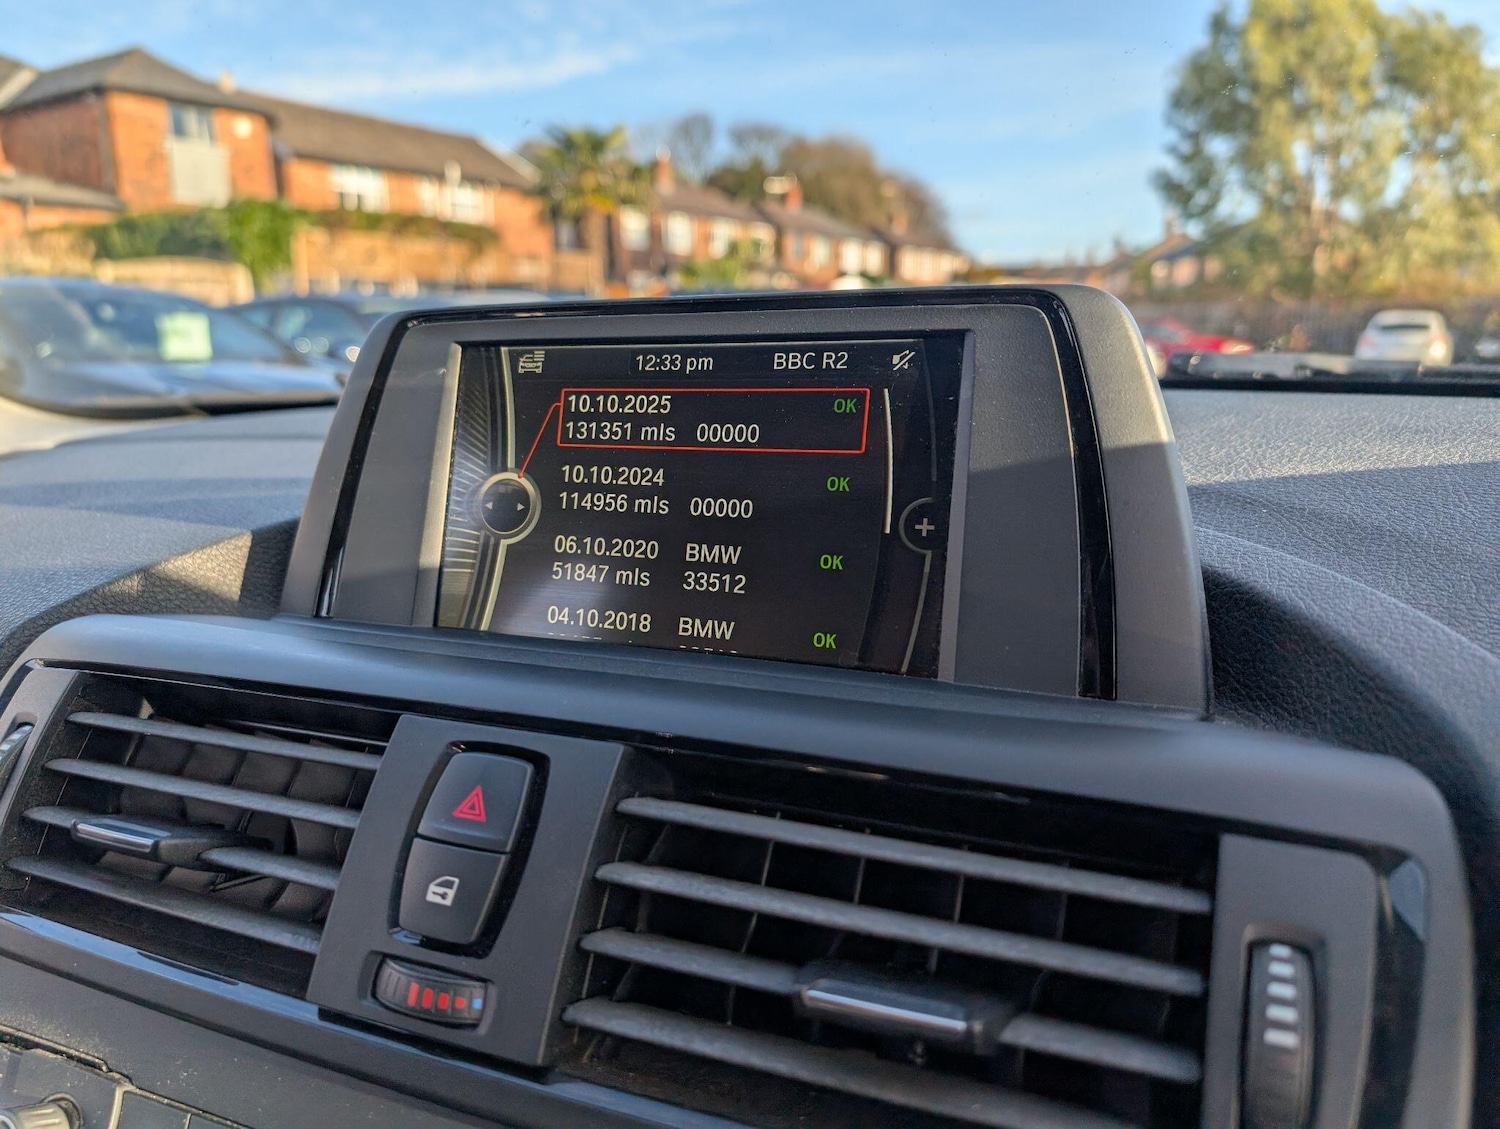 12:33 pm BBC R2
10.10.2025 OK
131351 mls 00000
10.10.2024 OK
114956 mls 00000
06.10.2020 BMW OK
51847 mls 33512
04.10.2018 BMW OK